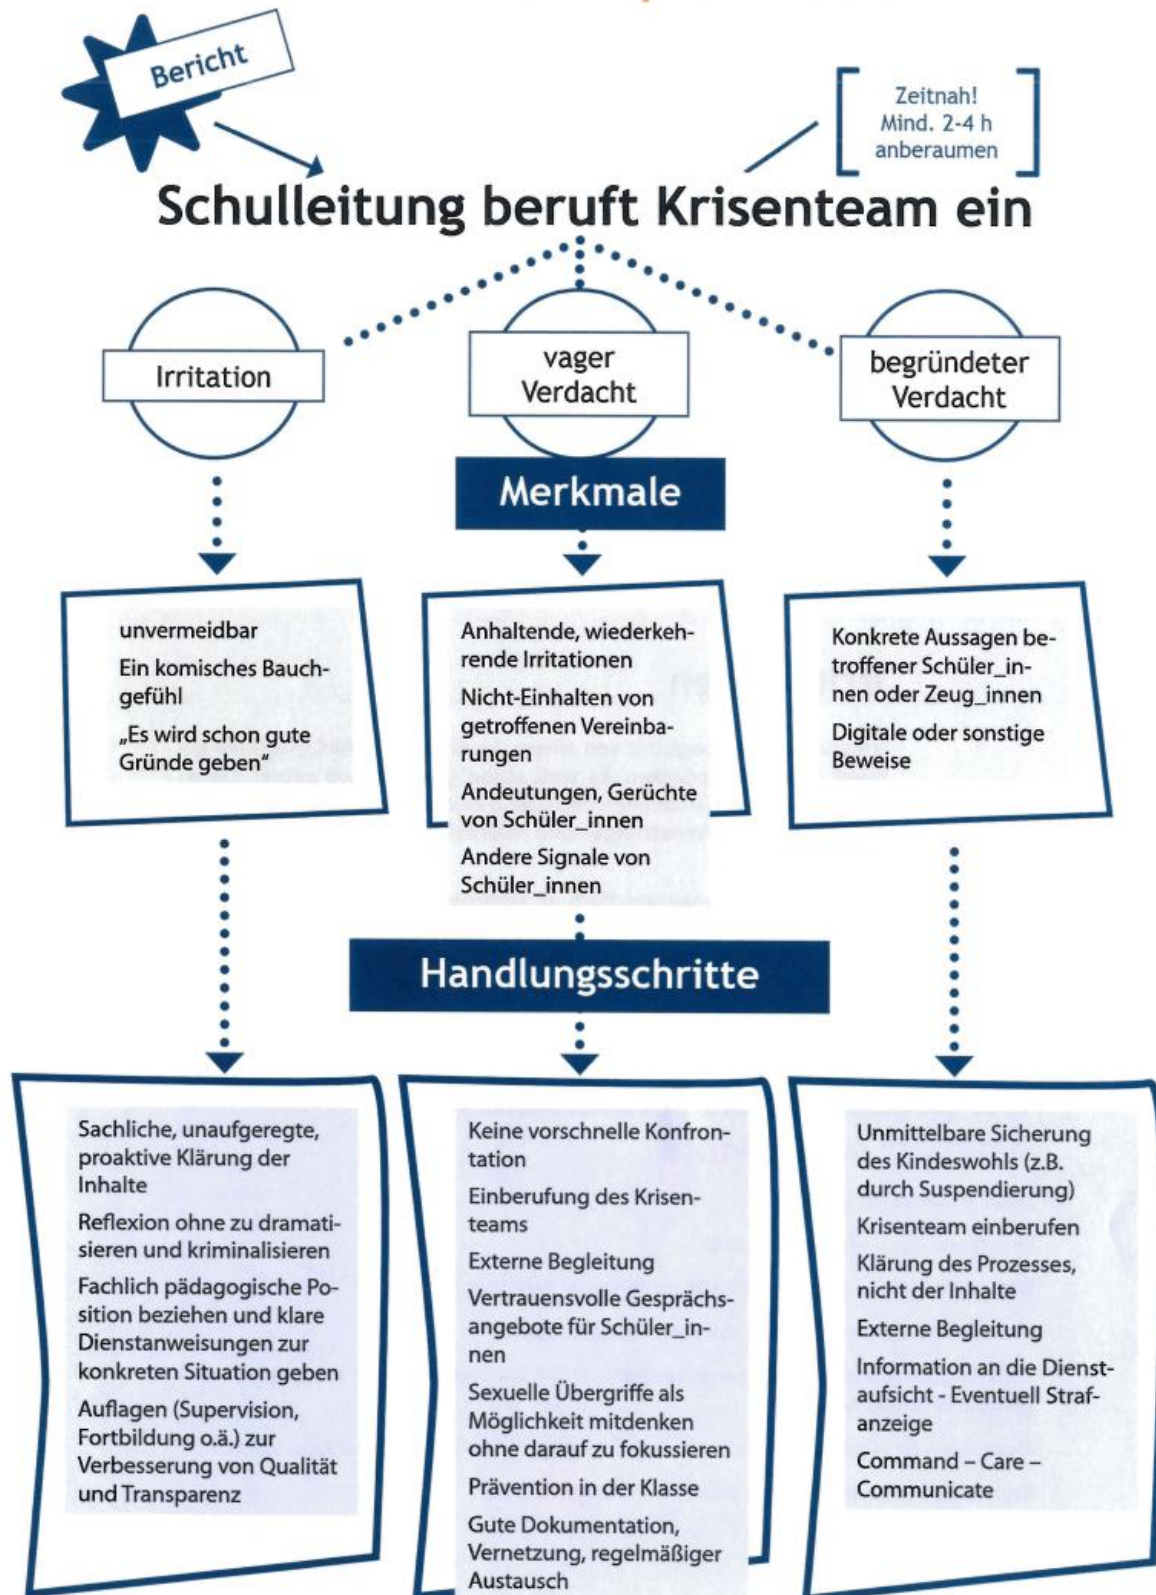 Bericht
Zeitnah!
Mind. 2-4 h
anberaumen
Schulleitung beruft Krisenteam ein
Irritation
vager
Verdacht
begründeter
Verdacht
Merkmale
unvermeidbar
Ein komisches Bauch-
gefühl
„Es wird schon gute
Gründe geben“
Anhaltende, wiederkeh-
rende Irritationen
Nicht-Einhalten von
getroffenen Vereinba-
rungen
Andeutungen, Gerüchte
von Schüler_innen
Andere Signale von
Schüler_innen
Konkrete Aussagen be-
troffener Schüler_in-
nen oder Zeug_innen
Digitale oder sonstige
Beweise
Handlungsschritte
Sachliche, unaufgeregte,
proaktive Klärung der
Inhalte
Reflexion ohne zu dramati-
sieren und kriminalisieren
Fachlich pädagogische Po-
sition beziehen und klare
Dienstanweisungen zur
konkreten Situation geben
Auflagen (Supervision,
Fortbildung o.ä.) zur
Verbesserung von Qualität
und Transparenz
Keine vorschnelle Konfron-
tation
Einberufung des Krisen-
teams
Externe Begleitung
Vertrauensvolle Gesprächs-
angebote für Schüler_in-
nen
Sexuelle Übergriffe als
Möglichkeit mitdenken
ohne darauf zu fokussieren
Prävention in der Klasse
Gute Dokumentation,
Vernetzung, regelmäßiger
Austausch
Unmittelbare Sicherung
des Kindeswohls (z.B.
durch Suspendierung)
Krisenteam einberufen
Klärung des Prozesses,
nicht der Inhalte
Externe Begleitung
Information an die Dienst-
aufsicht - Eventuell Straf-
anzeige
Command – Care –
Communicate